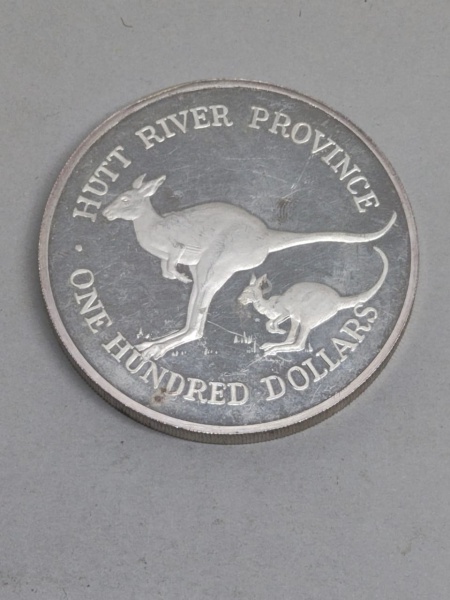 HUTT RIVER PROVINCE
· ONE HUNDRED DOLLARS